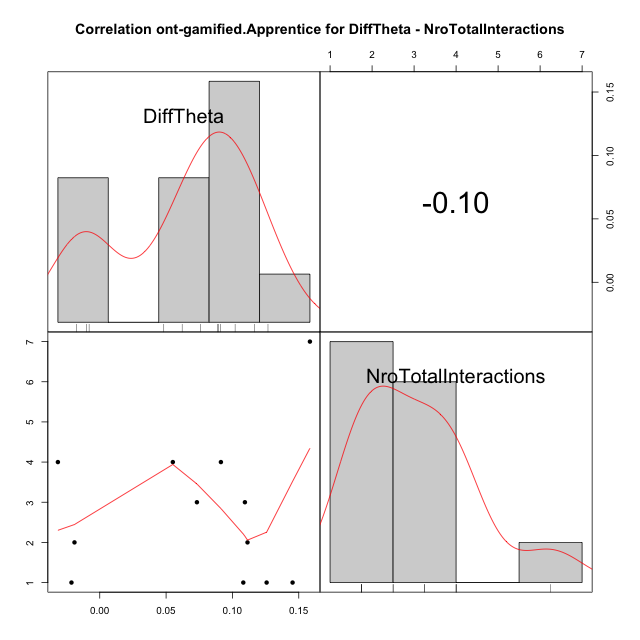 Correlation ont-gamified.Apprentice for DiffTheta - NroTotalInteractions
1 2 3 4 5 6 7
DiffTheta
-0.10
0.00 0.05 0.10 0.15
1 2 3 4 5 6 7
NroTotalInteractions
0.00 0.05 0.10 0.15